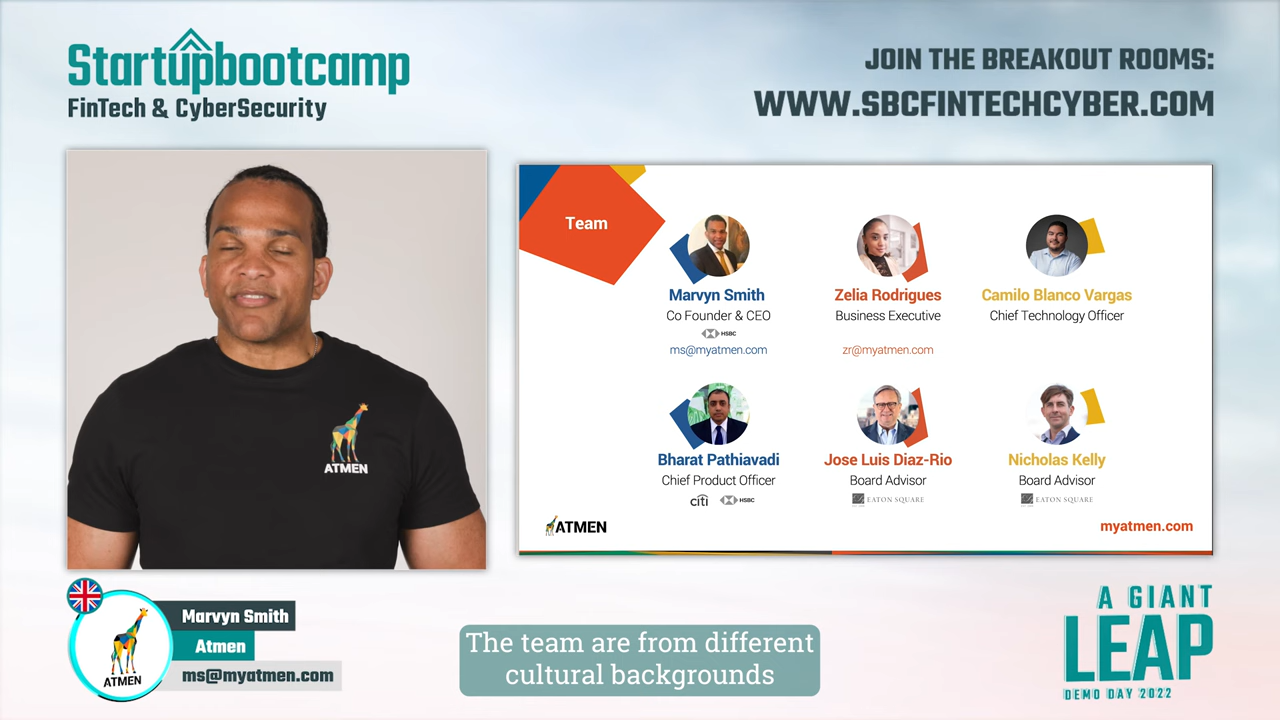 Startupbootcamp
FinTech & CyberSecurity
JOIN THE BREAKOUT ROOMS:
WWW.SBCFINTECHCYBER.COM
Team
Marvyn Smith
Co Founder & CEO
HSBC
ms@myatmen.com
Zelia Rodrigues
Business Executive
zr@myatmen.com
Camilo Blanco Vargas
Chief Technology Officer
Bharat Pathiavadi
Chief Product Officer
citi HSBC
Jose Luis Diaz-Rio
Board Advisor
EATON SQUARE
Nicholas Kelly
Board Advisor
EATON SQUARE
ATMEN
myatmen.com
ATMEN
ATMEN
Marvyn Smith
Atmen
ms@myatmen.com
The team are from different
cultural backgrounds
A GIANT
LEAP
DEMO DAY 2022